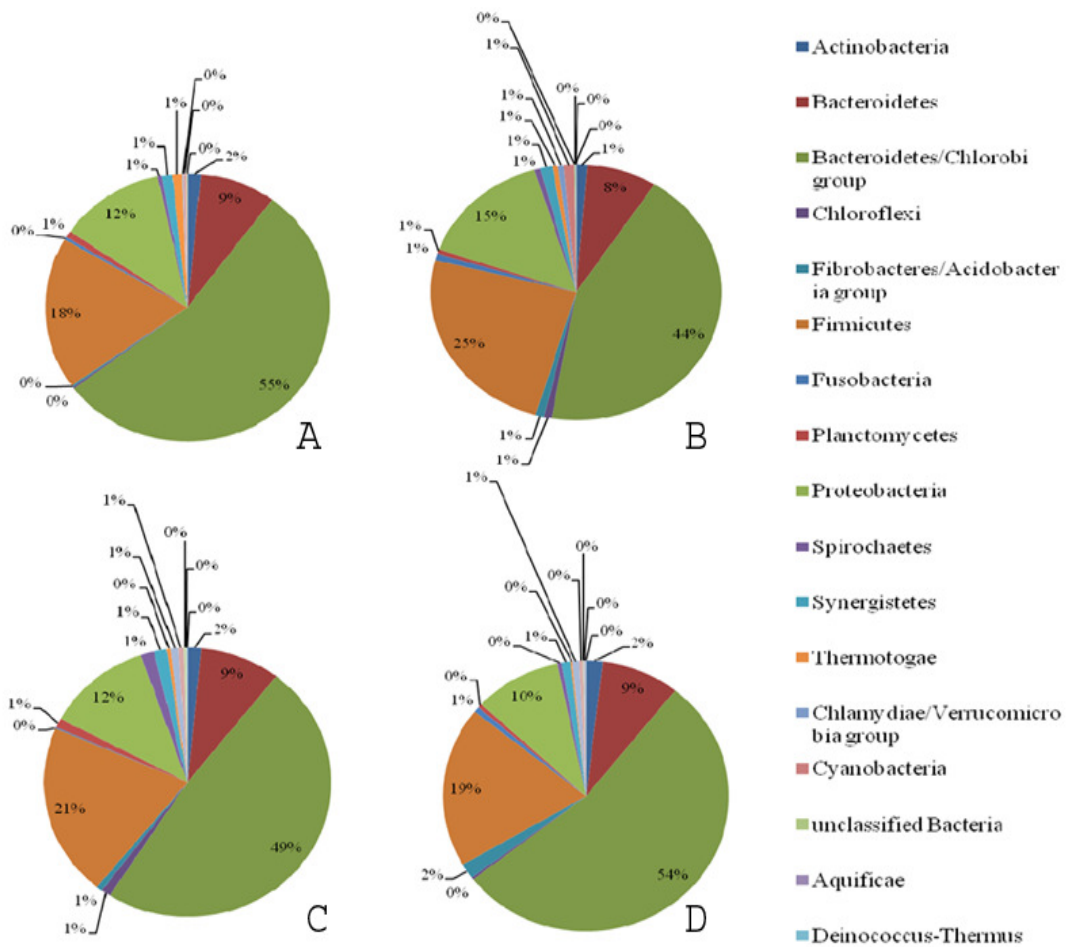 0%
1%
0%
1%
0%
1%
1%
0%
2%
9%
12%
1%
0%
18%
0%
0%
55%
A
0%
1%
1%
1%
1%
1%
0%
0%
0%
1%
8%
15%
1%
1%
25%
44%
1%
1%
B
1%
0%
1%
0%
0%
0%
1%
1%
2%
9%
12%
1%
0%
21%
49%
1%
1%
C
1%
0%
0%
0%
0%
0%
0%
1%
2%
9%
10%
0%
1%
19%
54%
2%
0%
D
Actinobacteria
Bacteroidetes
Bacteroidetes/Chlorobi
group
Chloroflexi
Fibrobacteres/Acidobacter
ia group
Firmicutes
Fusobacteria
Planctomycetes
Proteobacteria
Spirochaetes
Synergistetes
Thermotogae
Chlamydiae/Verrucomicro
bia group
Cyanobacteria
unclassified Bacteria
Aquificae
Deinococcus-Thermus